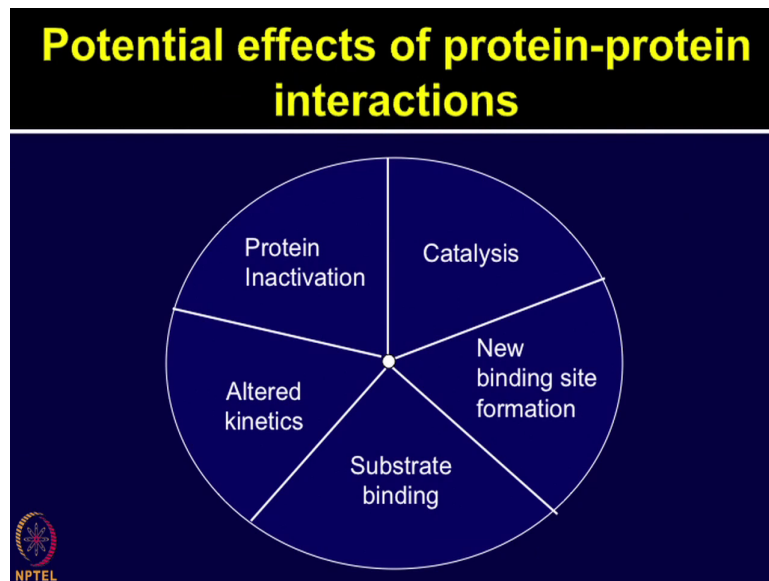 Potential effects of protein-protein
interactions
Protein
Inactivation
Catalysis
New
binding site
formation
Substrate
binding
Altered
kinetics
NPTEL